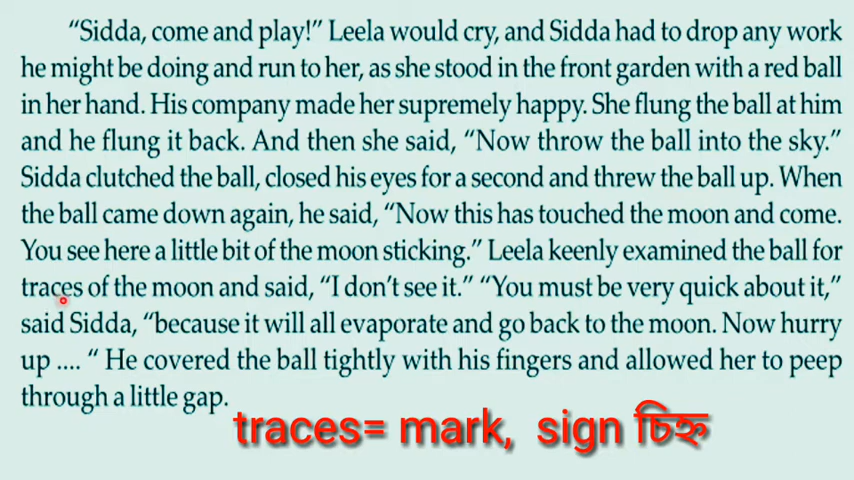 “Sidda, come and play!” Leela would cry, and Sidda had to drop any work
he might be doing and run to her, as she stood in the front garden with a red ball
in her hand. His company made her supremely happy. She flung the ball at him
and he flung it back. And then she said, “Now throw the ball into the sky.”
Sidda clutched the ball, closed his eyes for a second and threw the ball up. When
the ball came down again, he said, “Now this has touched the moon and come.
You see here a little bit of the moon sticking.” Leela keenly examined the ball for
traces of the moon and said, “I don’t see it.” “You must be very quick about it,”
said Sidda, “because it will all evaporate and go back to the moon. Now hurry
up .... “ He covered the ball tightly with his fingers and allowed her to peep
through a little gap.
traces= mark, sign চিহ্ন